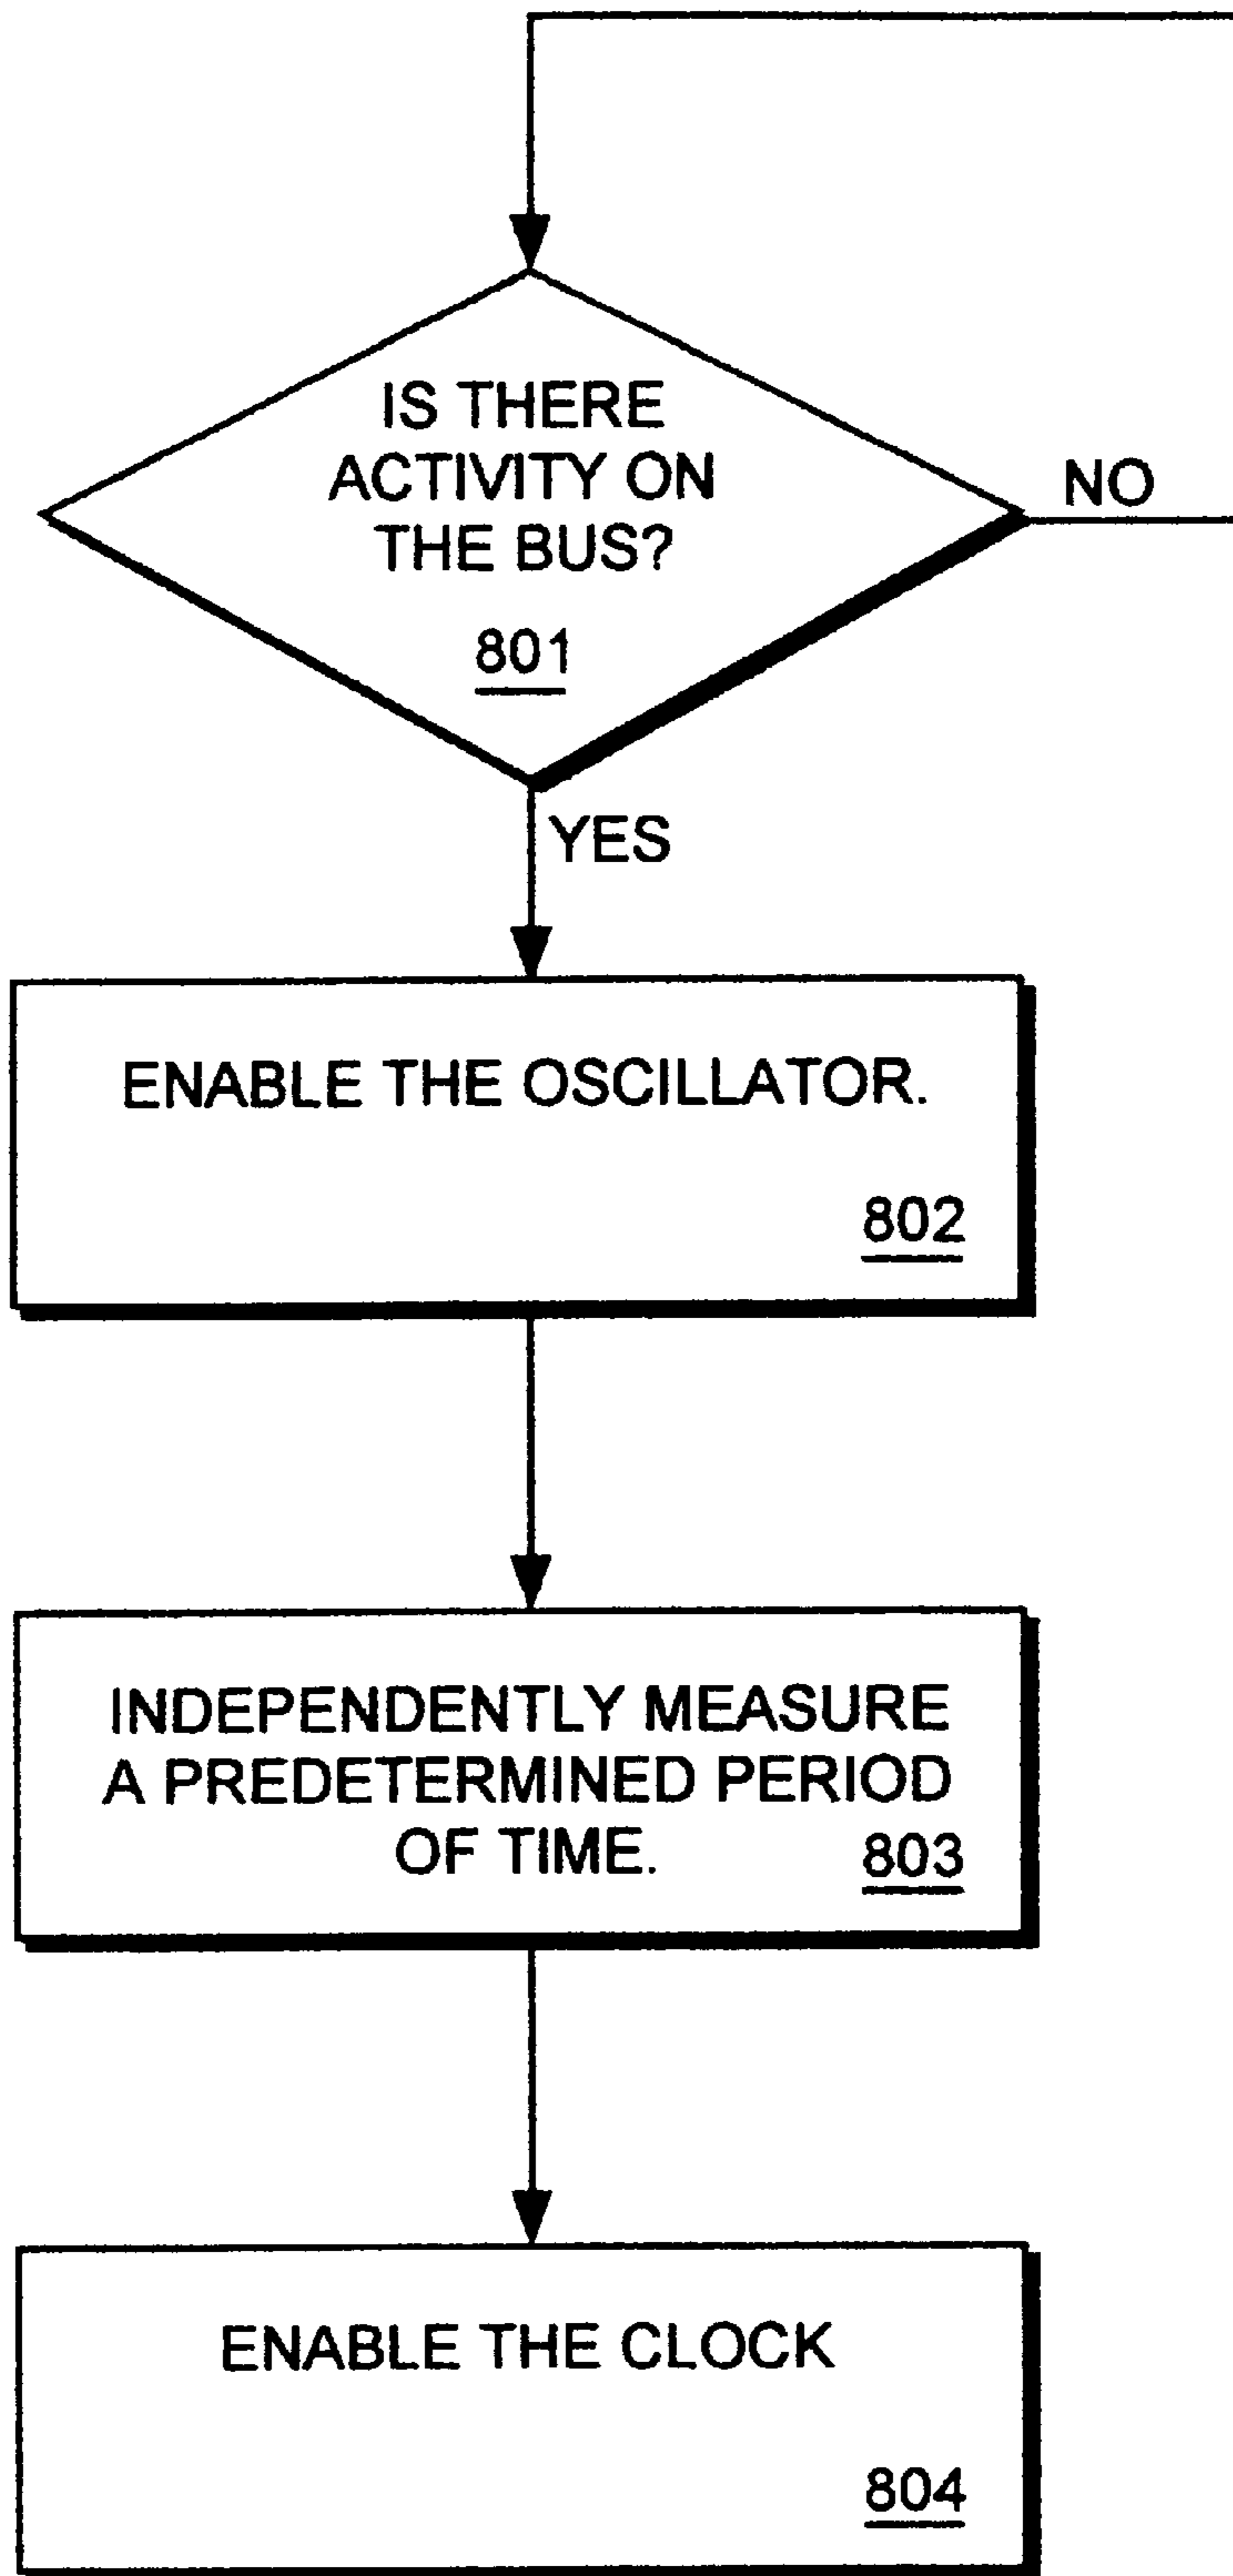 IS THERE
ACTIVITY ON
THE BUS?
801
NO
YES
ENABLE THE OSCILLATOR.
802
INDEPENDENTLY MEASURE
A PREDETERMINED PERIOD
OF TIME.
803
ENABLE THE CLOCK
804